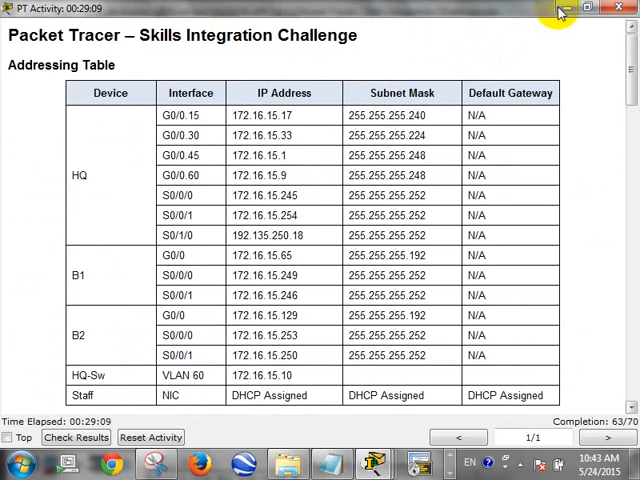 PT Activity: 00:29:09
Packet Tracer – Skills Integration Challenge
Addressing Table
Device Interface IP Address Subnet Mask Default Gateway
HQ G0/0.15 172.16.15.17 255.255.255.240 N/A
G0/0.30 172.16.15.33 255.255.255.224 N/A
G0/0.45 172.16.15.1 255.255.255.248 N/A
G0/0.60 172.16.15.9 255.255.255.248 N/A
S0/0/0 172.16.15.245 255.255.255.252 N/A
S0/0/1 172.16.15.254 255.255.255.252 N/A
S0/1/0 192.135.250.18 255.255.255.252 N/A
B1 G0/0 172.16.15.65 255.255.255.192 N/A
S0/0/0 172.16.15.249 255.255.255.252 N/A
S0/0/1 172.16.15.246 255.255.255.252 N/A
B2 G0/0 172.16.15.129 255.255.255.192 N/A
S0/0/0 172.16.15.253 255.255.255.252 N/A
S0/0/1 172.16.15.250 255.255.255.252 N/A
HQ-Sw VLAN 60 172.16.15.10
Staff NIC DHCP Assigned DHCP Assigned DHCP Assigned
Time Elapsed: 00:29:09 Completion: 63/70
Top Check Results Reset Activity < 1/1 >
EN 10:43 AM
5/24/2015